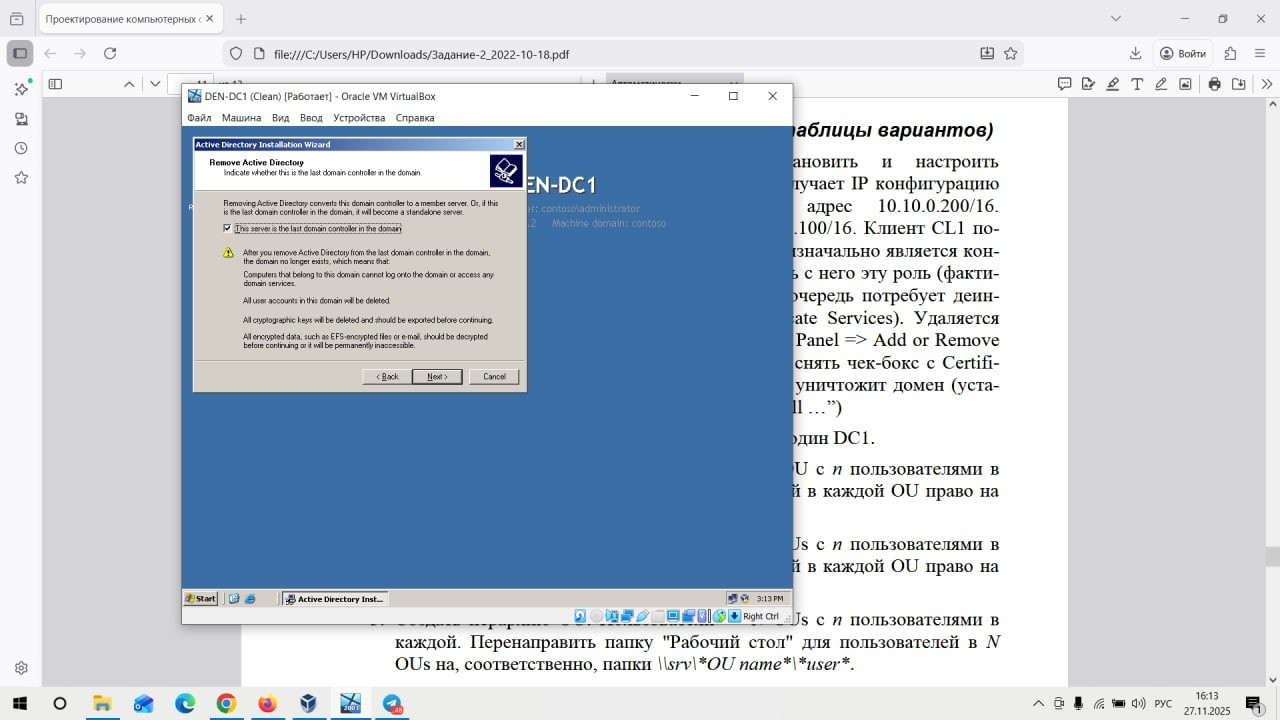 Проектирование компьютерных с
file:///C:/Users/HP/Downloads/Задание-2_2022-10-18.pdf
Войти
DEN-DC1 (Clean) [Работает] - Oracle VM VirtualBox
Файл Машина Вид Ввод Устройства Справка
Active Directory Installation Wizard
Remove Active Directory
Indicate whether this is the last domain controller in the domain.
Removing Active Directory converts this domain controller to a member server. Or, if this
is the last domain controller in the domain, it will become a standalone server.
This server is the last domain controller in the domain
After you remove Active Directory from the last domain controller in the domain,
the domain no longer exists, which means that:
Computers that belong to this domain cannot log onto the domain or access any
domain services.
All user accounts in this domain will be deleted.
All cryptographic keys will be deleted and should be exported before continuing.
All encrypted data, such as EFS-encrypted files or e-mail, should be decrypted
before continuing or it will be permanently inaccessible.
< Back Next > Cancel
EN-DC1
er: contoso\administrator
.2 Machine domain: contoso
Start Active Directory Inst... 3:13 PM
Right Ctrl
аблицы вариантов)
ановить и настроить
лучает IP конфигурацию
адрес 10.10.0.200/16.
.100/16. Клиент CL1 по-
значально является кон-
ь с него эту роль (факти-
очередь потребует деин-
ate Services). Удаляется
Panel => Add or Remove
снять чек-бокс с Certifi-
уничтожит домен (уста-
ll …”)
один DC1.
OU с n пользователями в
й в каждой OU право на
Us с n пользователями в
й в каждой OU право на
Us с n пользователями в
каждой. Перенаправить папку "Рабочий стол" для пользователей в N
OUs на, соответственно, папки \\srv\*OU name*\*user*.
48
РУС
16:13
27.11.2025
1